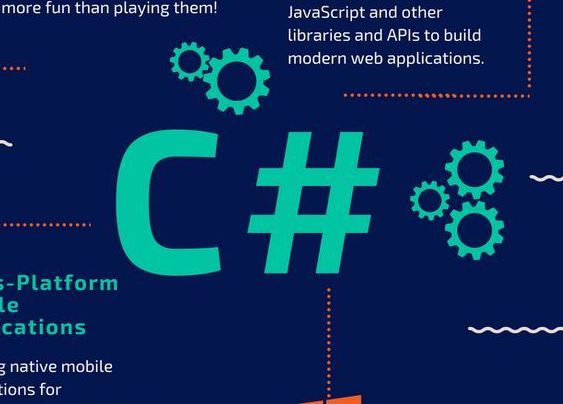 more fun than playing them!
JavaScript and other
libraries and APIs to build
modern web applications.
C#
s-Platform
le
cations
g native mobile
tions for